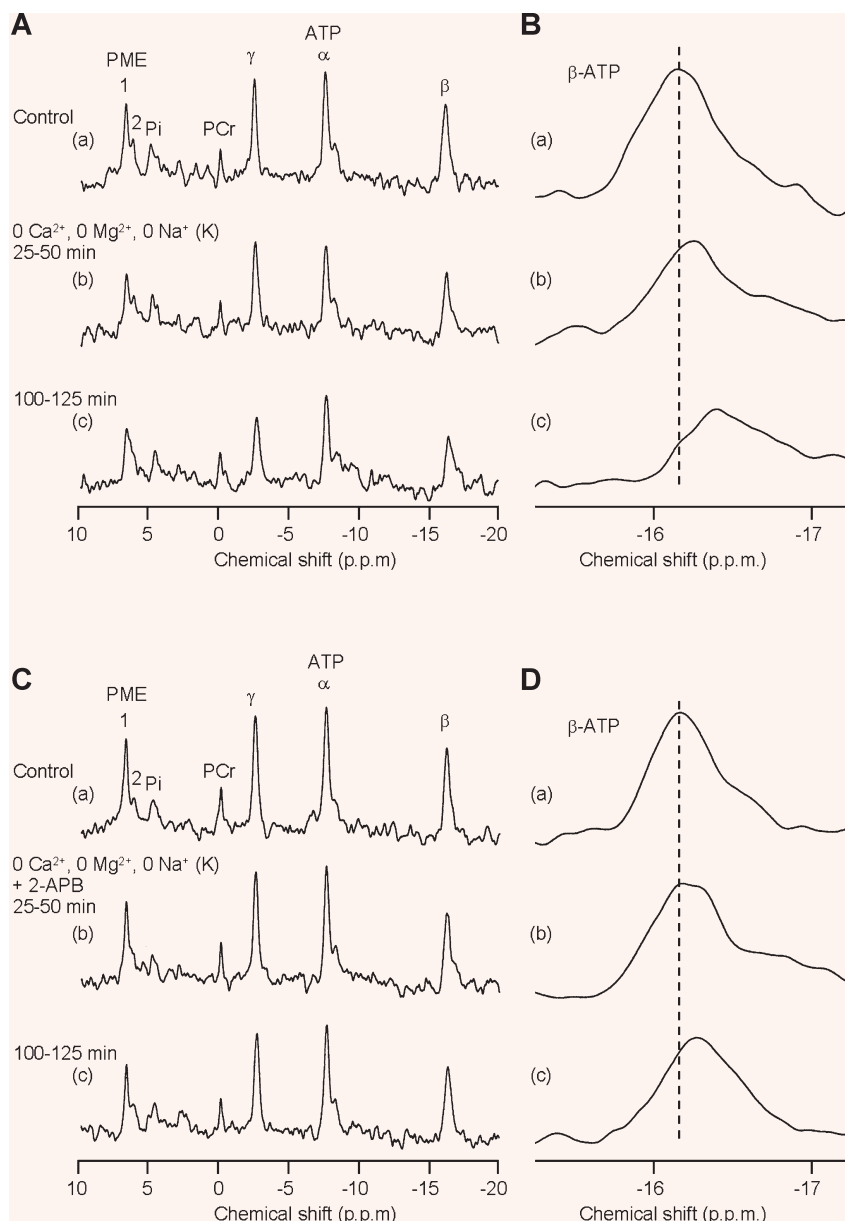 A
B
ATP
PME
γ
α
β-ATP
1
β
Control
2
Pi
PCr
(a)
(a)
0 Ca²⁺, 0 Mg²⁺, 0 Na⁺ (K)
25-50 min
(b)
(b)
100-125 min
(c)
(c)
10
5
0
-5
-10
-15
-20
-16
-17
Chemical shift (p.p.m)
Chemical shift (p.p.m.)
C
D
ATP
PME
γ
α
β-ATP
1
β
Control
2
Pi
PCr
(a)
(a)
0 Ca²⁺, 0 Mg²⁺, 0 Na⁺ (K)
+ 2-APB
25-50 min
(b)
(b)
100-125 min
(c)
(c)
10
5
0
-5
-10
-15
-20
-16
-17
Chemical shift (p.p.m)
Chemical shift (p.p.m.)